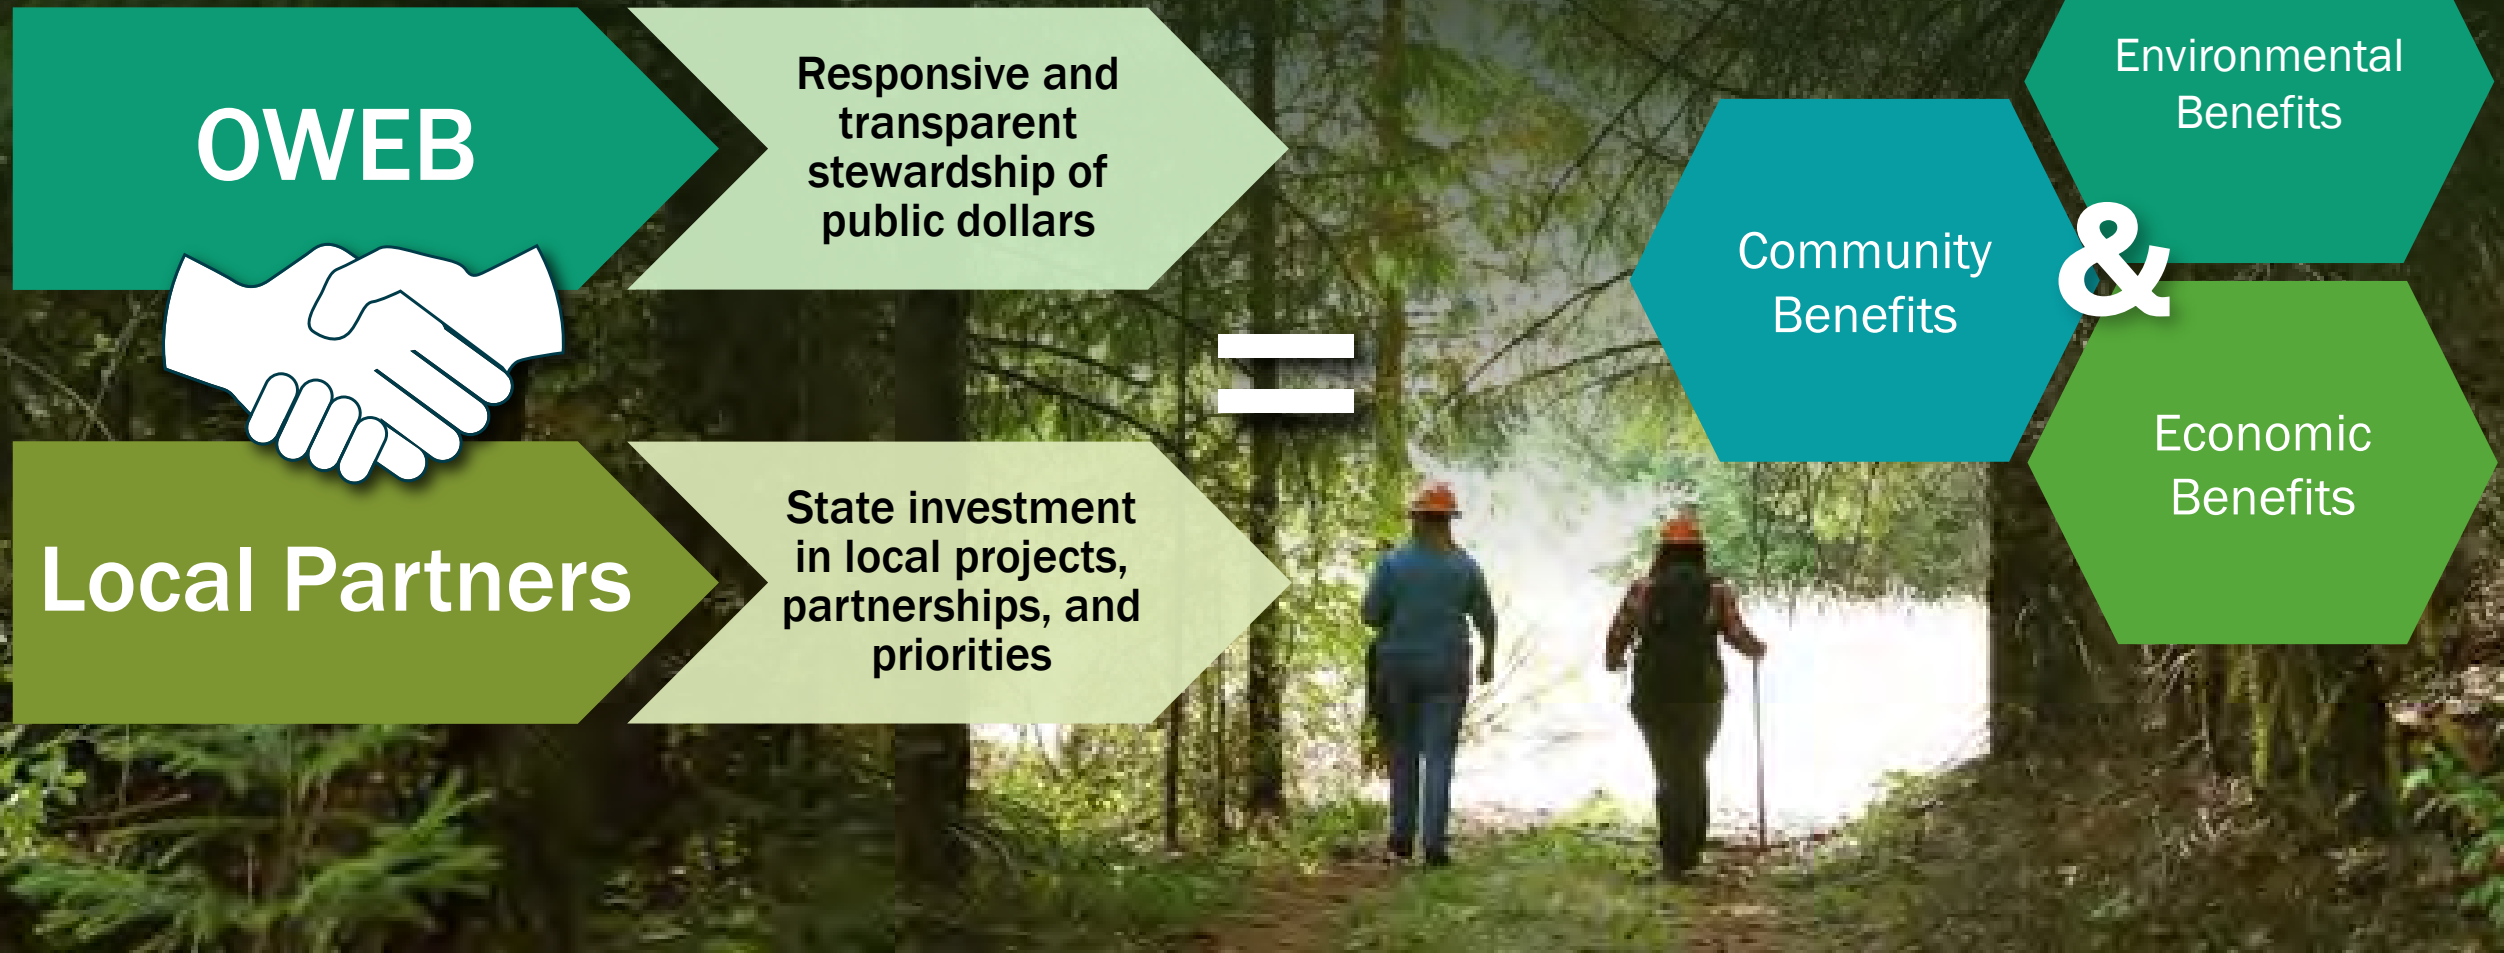 OWEB
Responsive and
transparent
stewardship of
public dollars
Local Partners
State investment
in local projects,
partnerships, and
priorities
=
Community
Benefits
&
Environmental
Benefits
Economic
Benefits